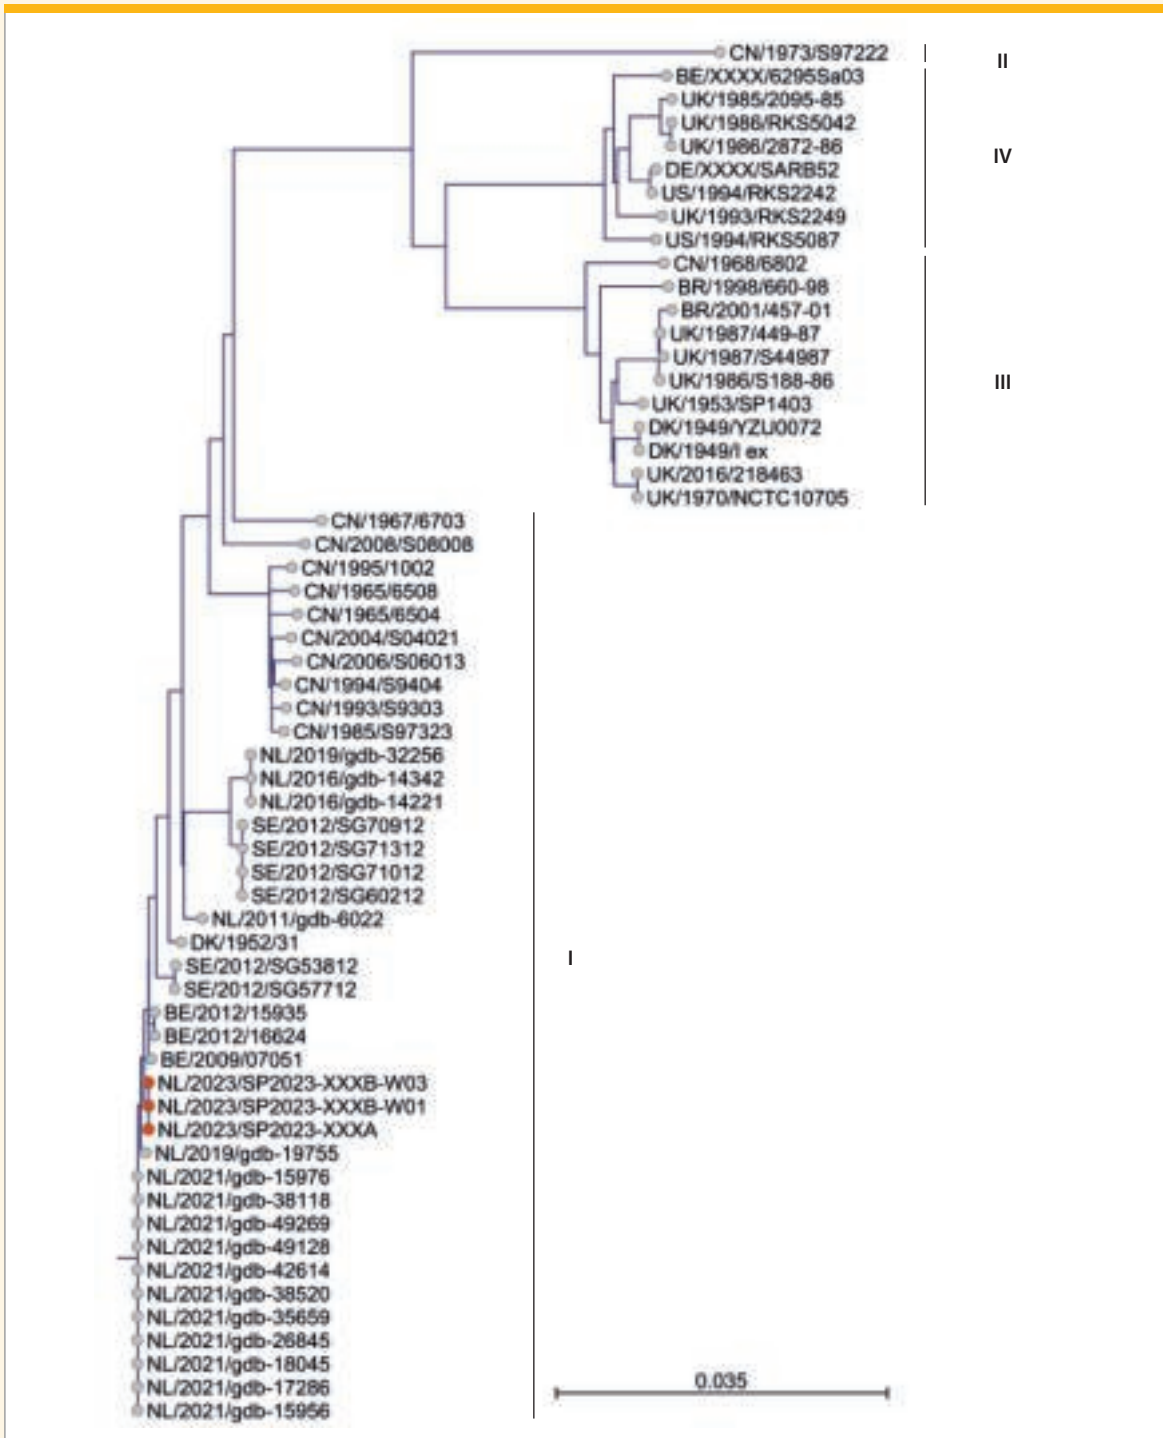 CN/1973/S97222
II
BE/XXXX/6295Sa03
UK/1985/2095-85
UK/1986/RKS5042
UK/1986/2872-86
IV
DE/XXXX/SARB52
US/1994/RKS2242
UK/1993/RKS2249
US/1994/RKS5087
CN/1968/6802
BR/1998/660-98
BR/2001/457-01
UK/1987/449-87
UK/1987/S44987
UK/1986/S188-86
III
UK/1953/SP1403
DK/1949/YZU0072
DK/1949/l ex
UK/2016/218463
UK/1970/NCTC10705
CN/1967/6703
CN/2008/S08008
CN/1995/1002
CN/1965/6508
CN/1965/6504
CN/2004/S04021
CN/2006/S06013
CN/1994/S9404
CN/1993/S9303
CN/1985/S97323
NL/2019/gdb-32256
NL/2016/gdb-14342
NL/2016/gdb-14221
SE/2012/SG70912
SE/2012/SG71312
SE/2012/SG71012
SE/2012/SG60212
NL/2011/gdb-6022
DK/1952/31
I
SE/2012/SG53812
SE/2012/SG57712
BE/2012/15935
BE/2012/16624
BE/2009/07051
NL/2023/SP2023-XXXB-W03
NL/2023/SP2023-XXXB-W01
NL/2023/SP2023-XXXA
NL/2019/gdb-19755
NL/2021/gdb-15976
NL/2021/gdb-38118
NL/2021/gdb-49269
NL/2021/gdb-49128
NL/2021/gdb-42614
NL/2021/gdb-38520
NL/2021/gdb-35659
NL/2021/gdb-26845
NL/2021/gdb-18045
NL/2021/gdb-17286
NL/2021/gdb-15956
0.035